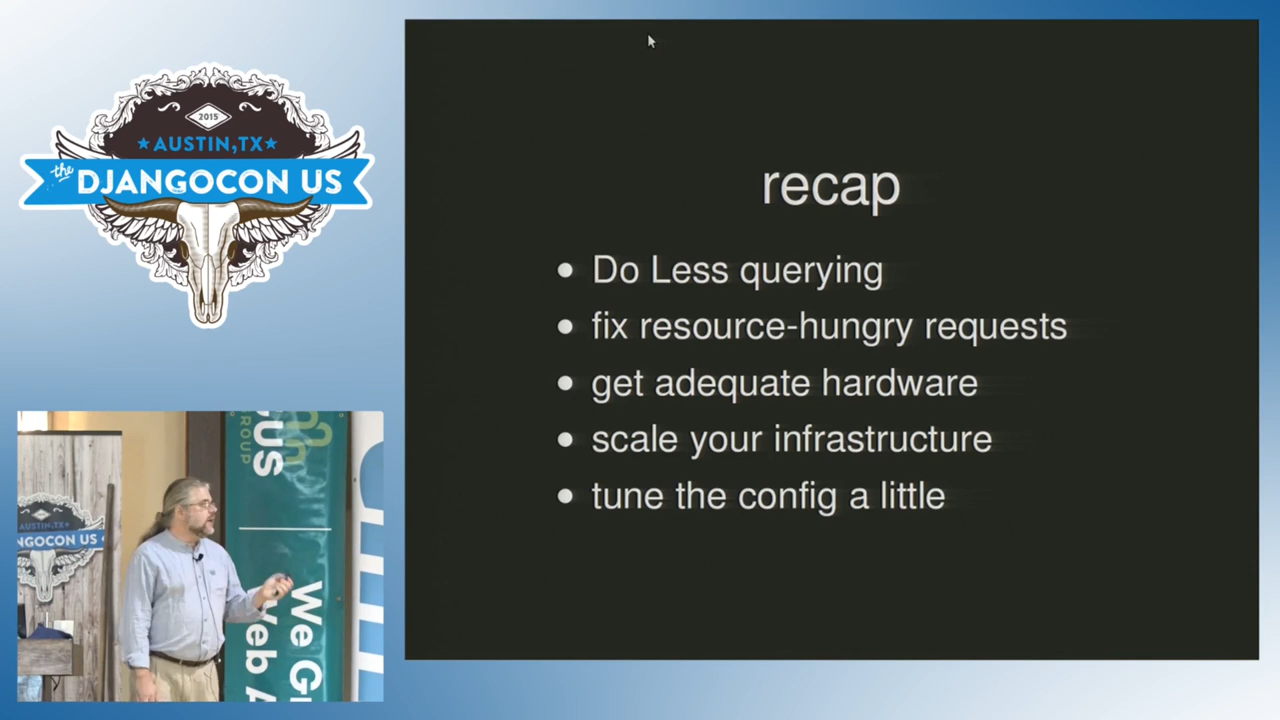 2015
AUSTIN,TX
the DJANGOCON US
recap
Do Less querying
fix resource-hungry requests
get adequate hardware
scale your infrastructure
tune the config a little
AUSTIN,TX
NGOCON US
ROUP
We G
Web A